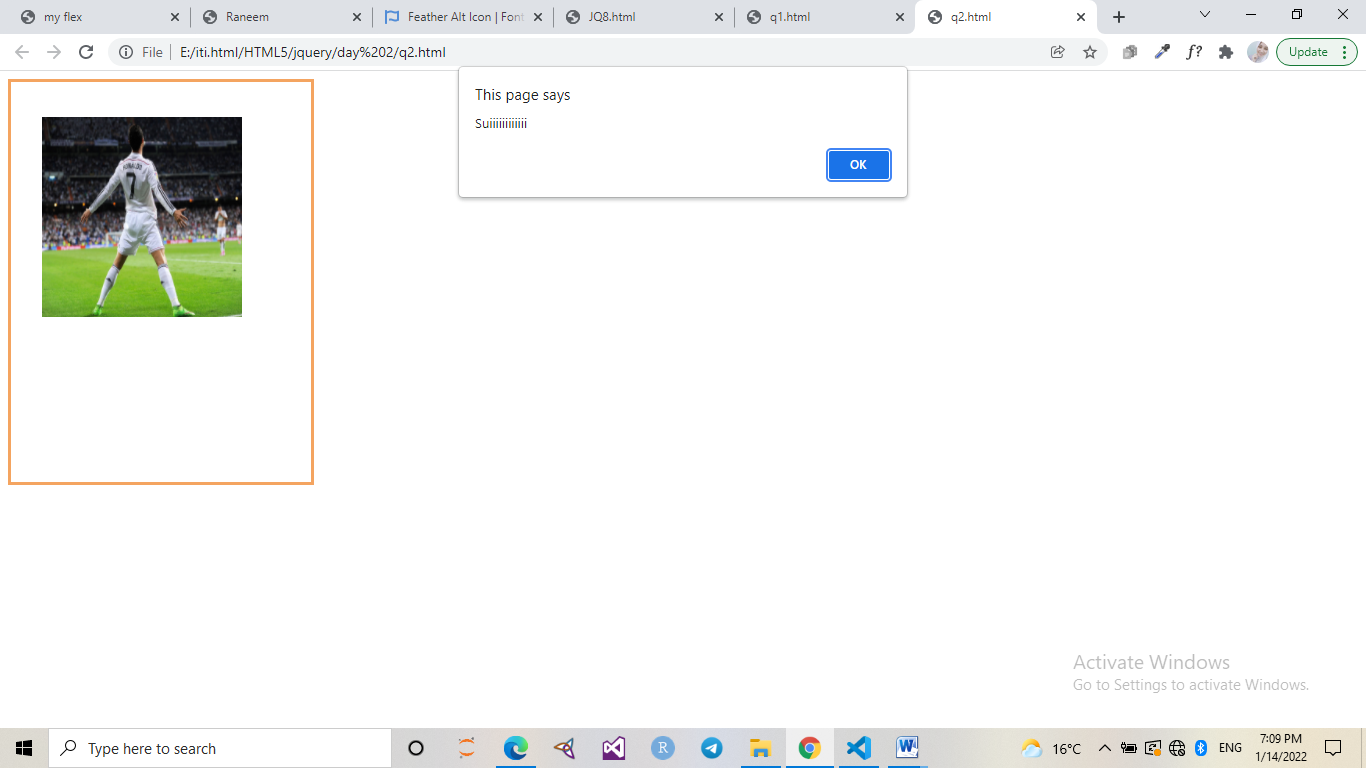 my flex
Raneem
Feather Alt Icon | Font
JQ8.html
q1.html
q2.html
File
E:/iti.html/HTML5/jquery/day%202/q2.html
f?
Update
This page says
Suiiiiiiiiiiii
OK
RONALDO
7
Activate Windows
Go to Settings to activate Windows.
Type here to search
R
W
16°C
ENG
7:09 PM
1/14/2022